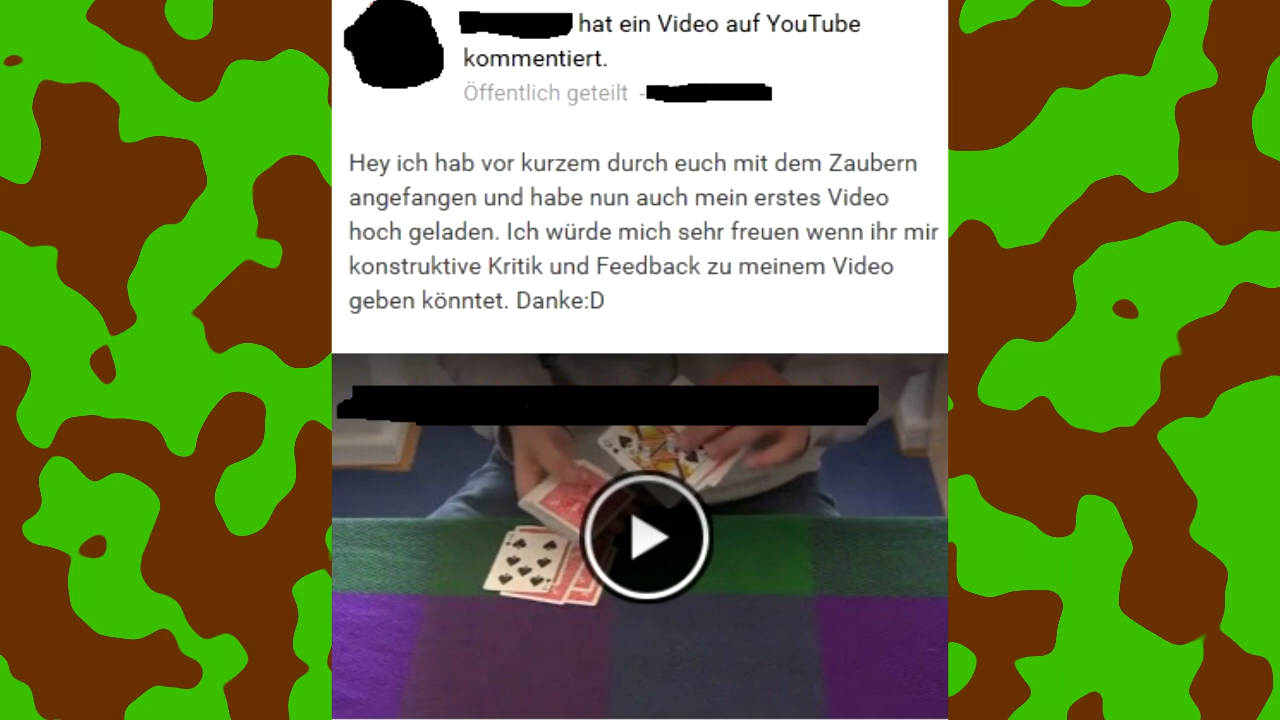 hat ein Video auf YouTube
kommentiert.
Öffentlich geteilt -
Hey ich hab vor kurzem durch euch mit dem Zaubern
angefangen und habe nun auch mein erstes Video
hoch geladen. Ich würde mich sehr freuen wenn ihr mir
konstruktive Kritik und Feedback zu meinem Video
geben könntet. Danke:D